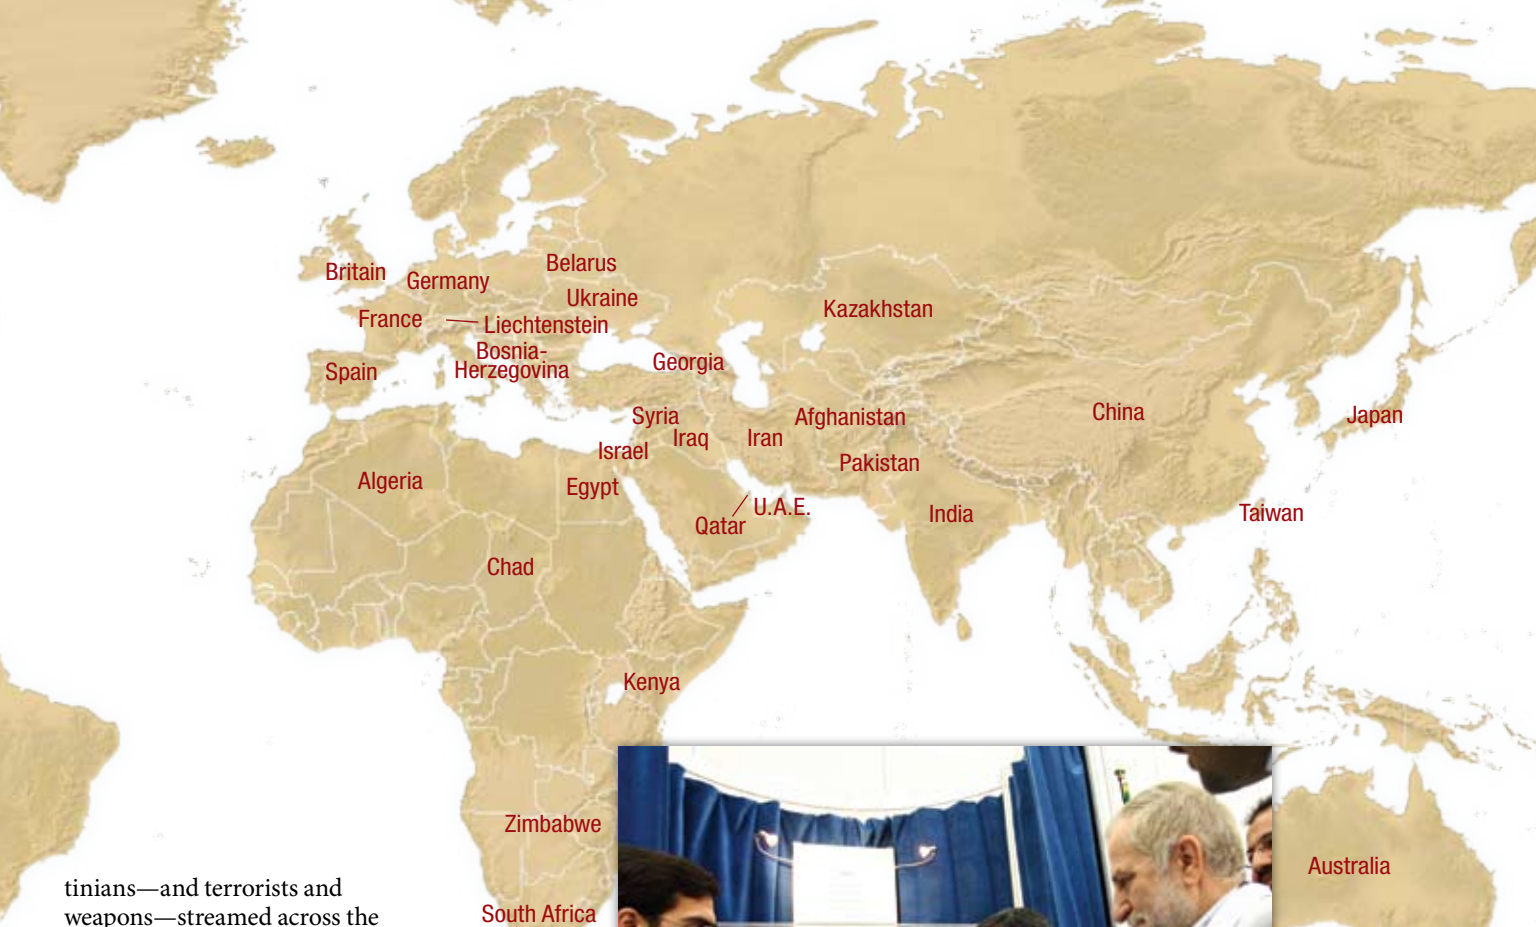 Britain
Germany
Belarus
Ukraine
France
Liechtenstein
Bosnia-
Herzegovina
Spain
Georgia
Kazakhstan
Syria
Iraq
Iran
Afghanistan
China
Japan
Israel
Pakistan
Algeria
Egypt
U.A.E.
Qatar
India
Taiwan
Chad
Kenya
Zimbabwe
Australia
South Africa
tinians—and terrorists and
weapons—streamed across the